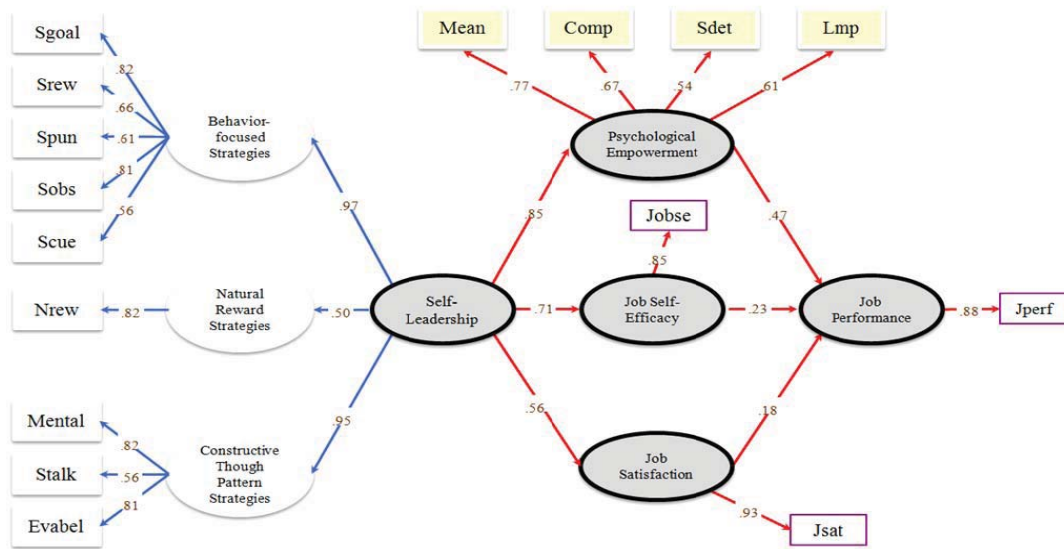 Sgoal
Srew
Spun
Sobs
Scue
Nrew
Mental
Stalk
Evabel
.82
.66
.61
.81
.56
.82
.82
.56
.81
Behavior-
focused
Strategies
Natural
Reward
Strategies
Constructive
Though
Pattern
Strategies
.97
.50
.95
Self-
Leadership
.85
.71
.56
Mean
Comp
Sdet
Lmp
.77
.67
.54
.61
Psychological
Empowerment
Jobse
.85
Job Self-
Efficacy
Job
Satisfaction
.93
Jsat
.47
.23
.18
Job
Performance
.88
Jperf